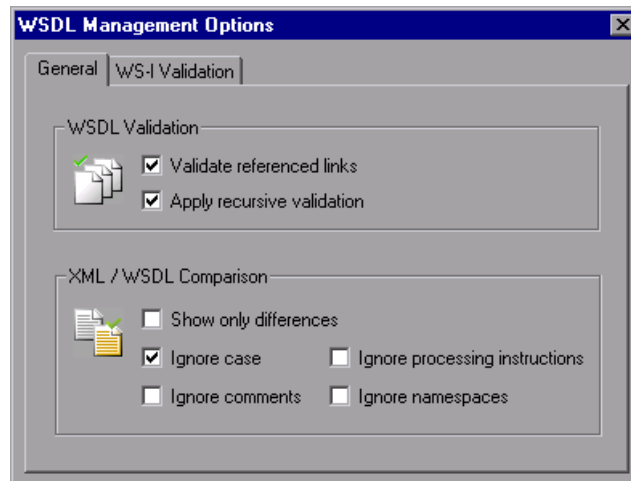 WSDL Management Options
General WS-I Validation
WSDL Validation
Validate referenced links
Apply recursive validation
XML / WSDL Comparison
Show only differences
Ignore case Ignore processing instructions
Ignore comments Ignore namespaces